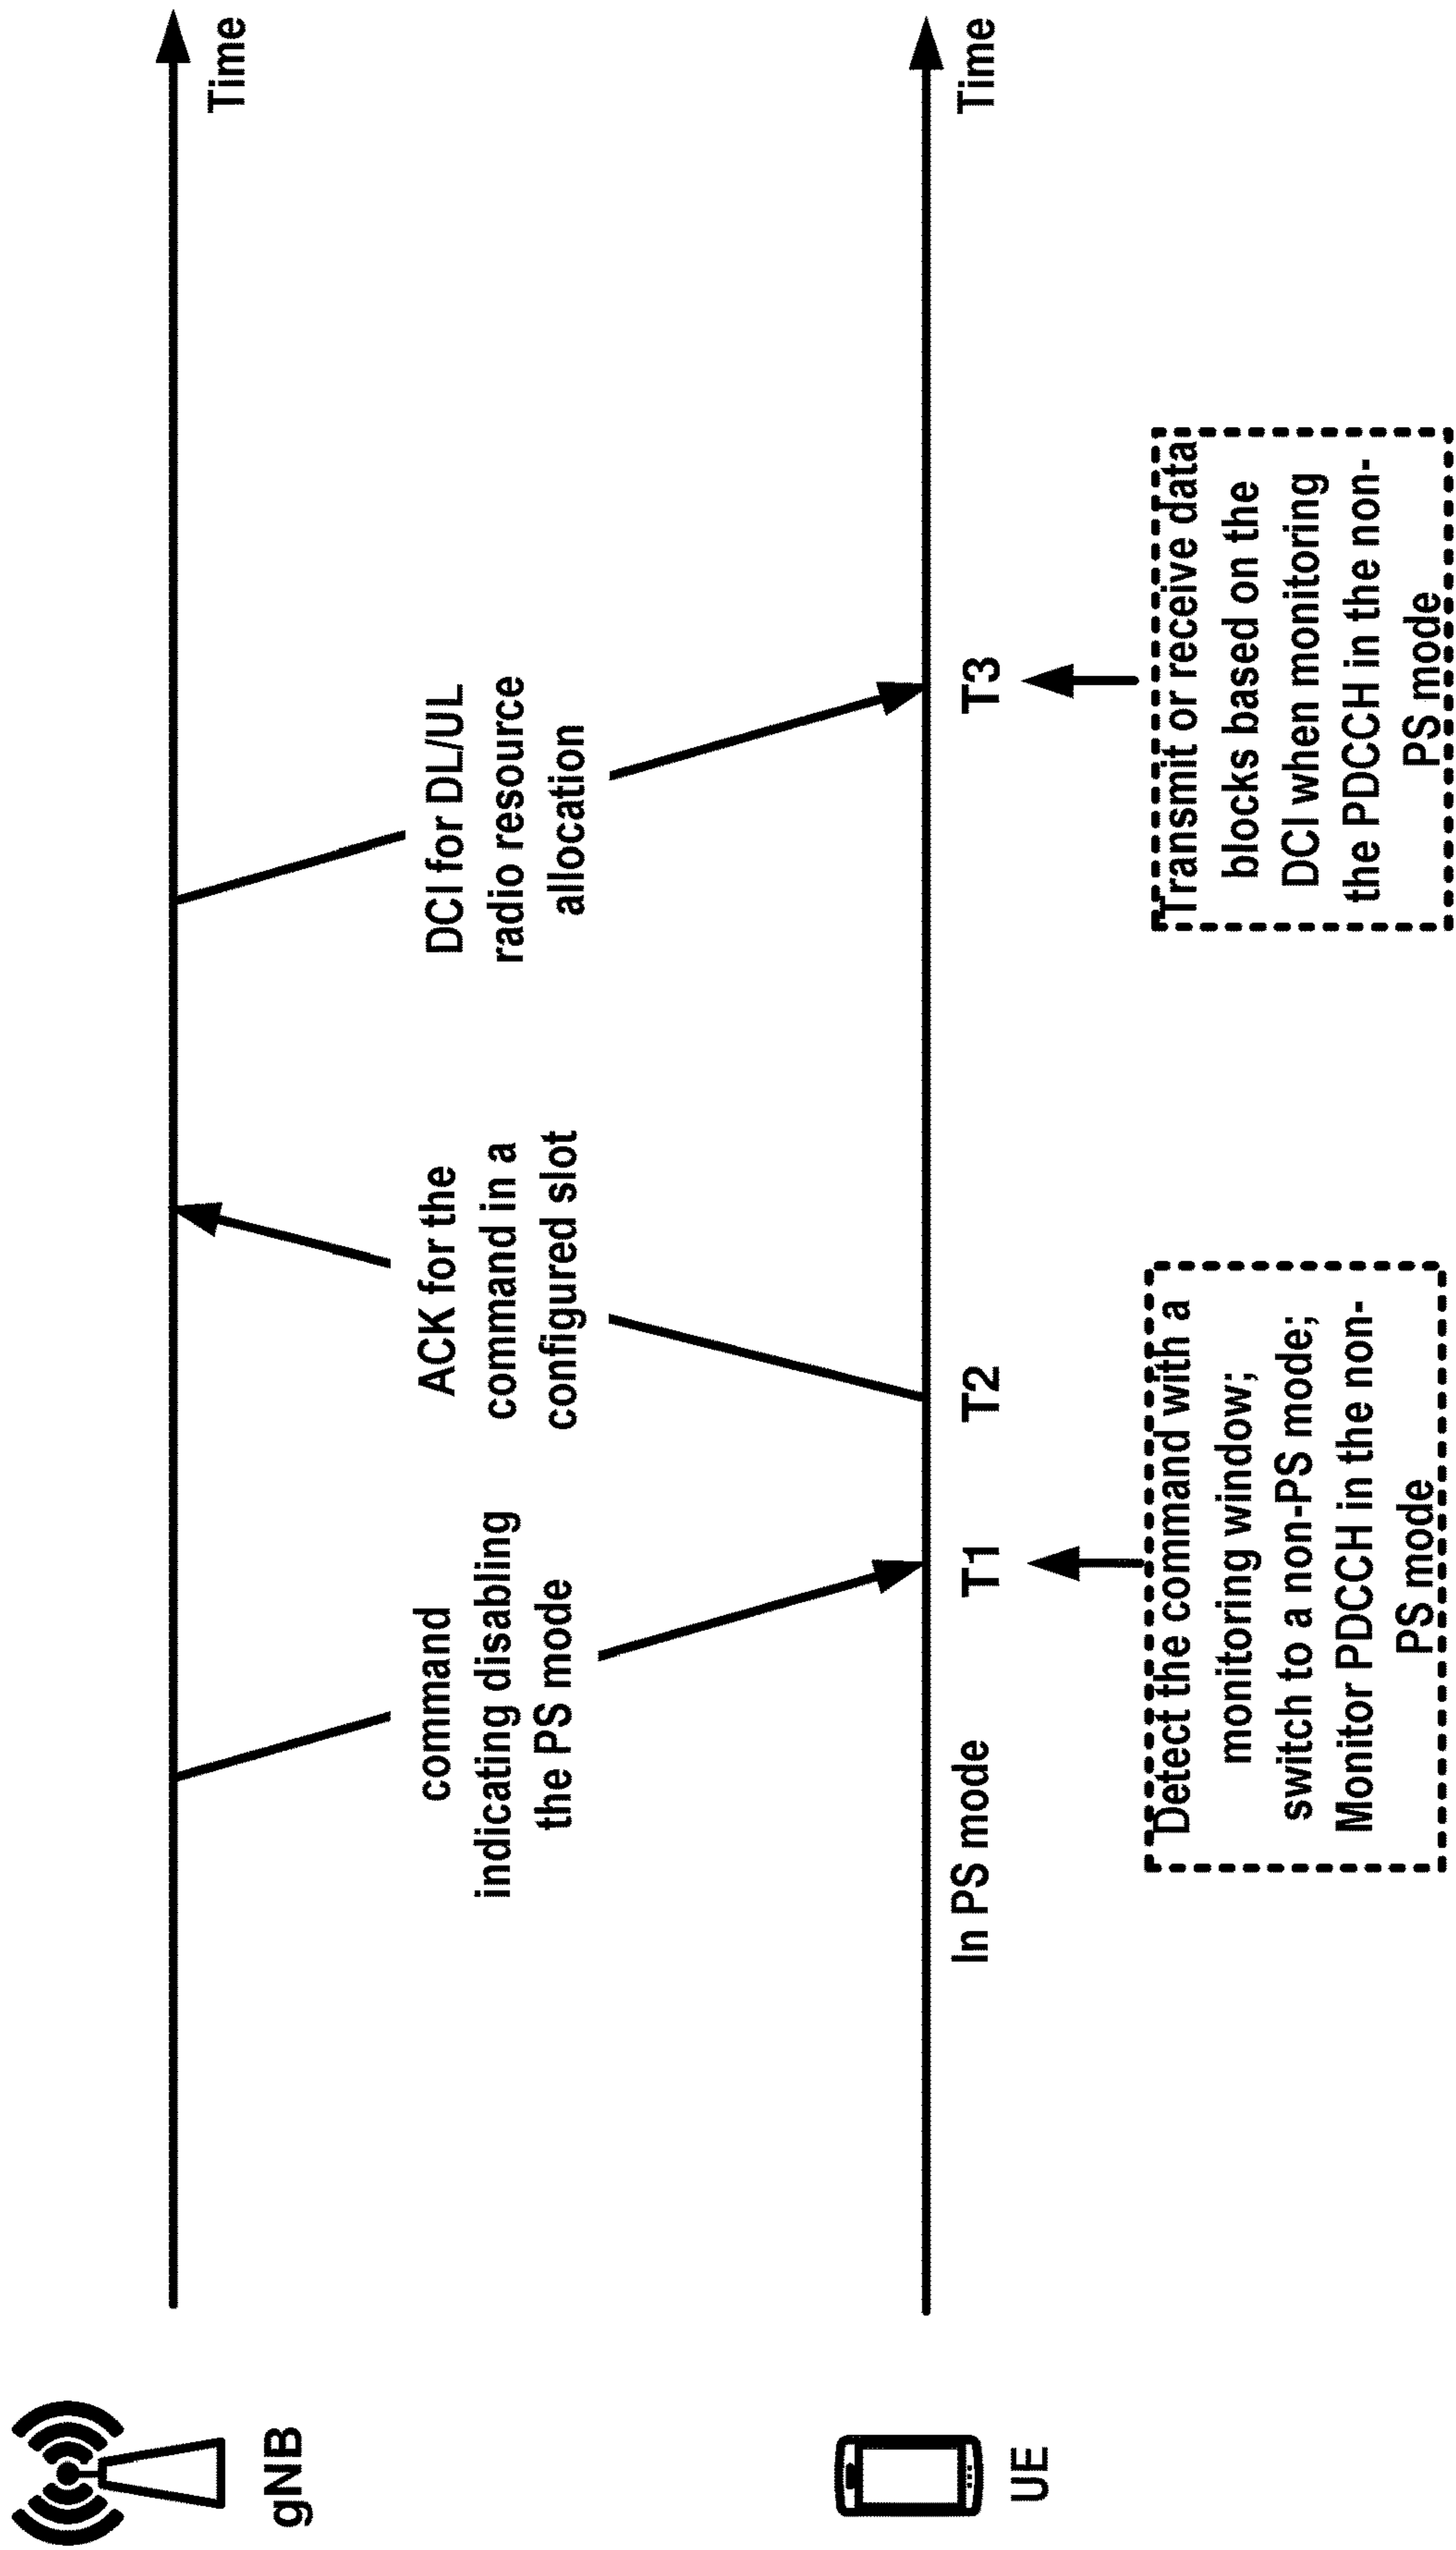 gNB
command
indicating disabling
the PS mode
ACK for the
command in a
configured slot
DCI for DL/UL
radio resource
allocation
Time
UE
In PS mode
T1
T2
T3
Time
Detect the command with a
monitoring window;
switch to a non-PS mode;
Monitor PDCCH in the non-
PS mode
Transmit or receive data
blocks based on the
DCI when monitoring
the PDCCH in the non-
PS mode